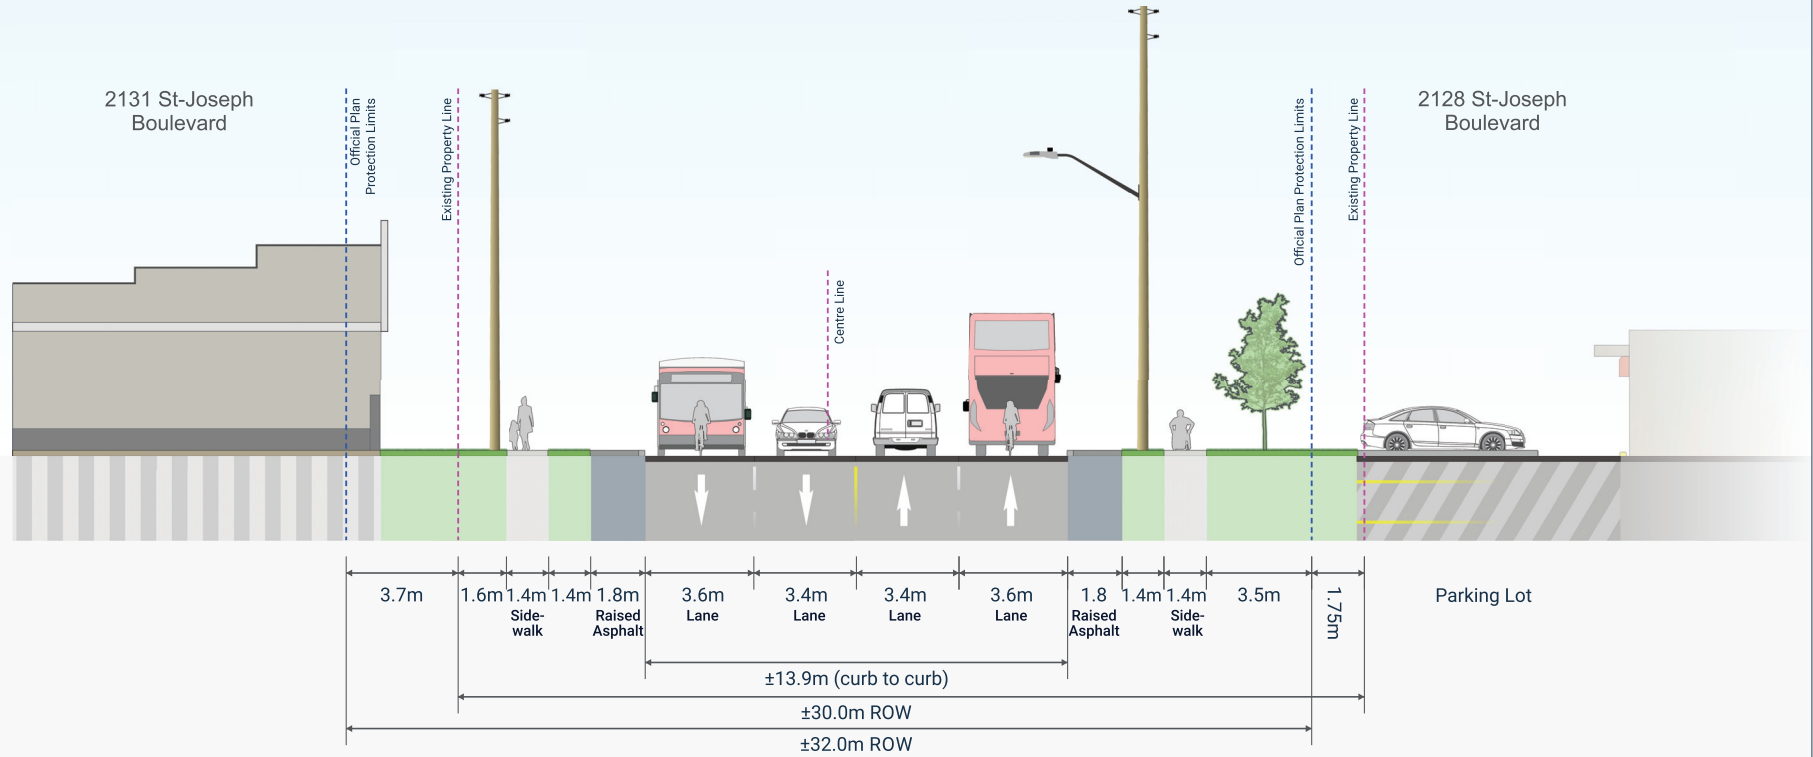 2131 St-Joseph
Boulevard
Official Plan
Protection Limits
Existing Property Line
Centre Line
Official Plan Protection Limits
Existing Property Line
2128 St-Joseph
Boulevard
3.7m
1.6m
1.4m
Side-
walk
1.4m
1.8m
Raised
Asphalt
3.6m
Lane
3.4m
Lane
3.4m
Lane
3.6m
Lane
1.8
Raised
Asphalt
1.4m
1.4m
Side-
walk
3.5m
1.75m
Parking Lot
±13.9m (curb to curb)
±30.0m ROW
±32.0m ROW